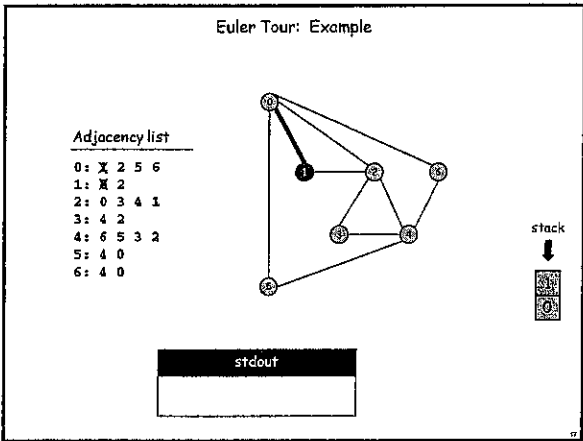 Euler Tour: Example
Adjacency list
0: 1 2 5 6
1: 0 2
2: 0 3 4 1
3: 4 2
4: 6 5 3 2
5: 4 0
6: 4 0
0
1
2
3
4
stack
1
0
stdout